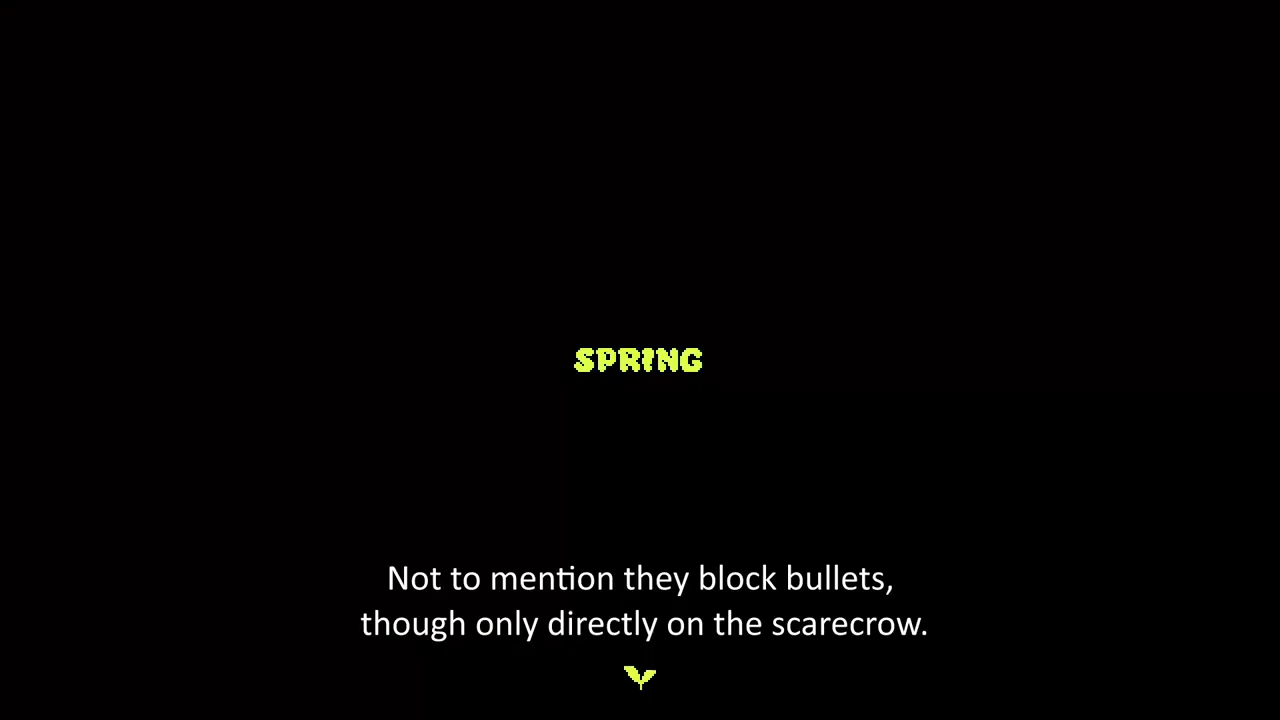 SPRING
Not to mention they block bullets,
though only directly on the scarecrow.